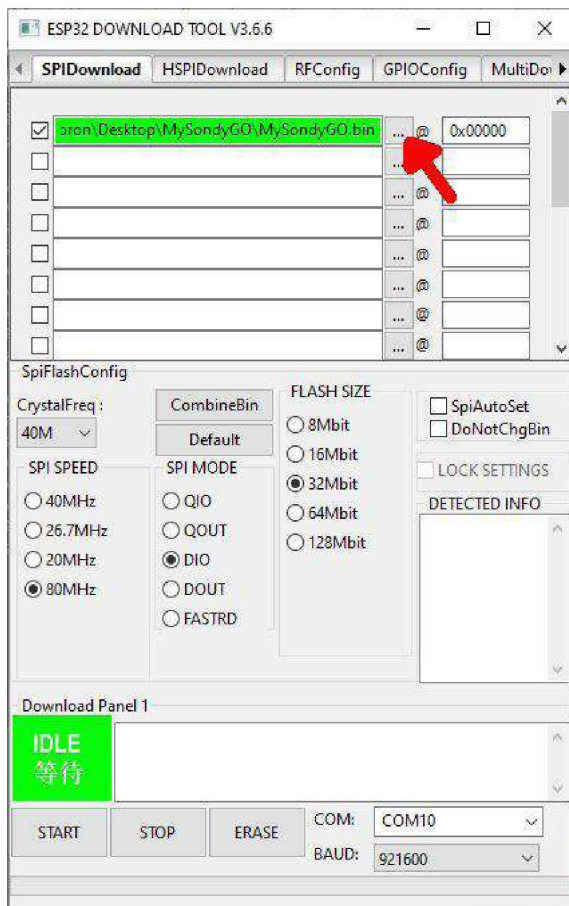 ESP32 DOWNLOAD TOOL V3.6.6
SPIDownload HSPIDownload RFConfig GPIOConfig MultiDo
oron\Desktop\MySondyGO\MySondyGO.bin ... @ 0x00000
...
... @
... @
... @
... @
... @
... @
SpiFlashConfig
CrystalFreq :
40M
CombineBin
Default
SPI SPEED
40MHz
26.7MHz
20MHz
80MHz
SPI MODE
QIO
QOUT
DIO
DOUT
FASTRD
FLASH SIZE
8Mbit
16Mbit
32Mbit
64Mbit
128Mbit
SpiAutoSet
DoNotChgBin
LOCK SETTINGS
DETECTED INFO
Download Panel 1
IDLE
等待
START STOP ERASE
COM: COM10
BAUD: 921600